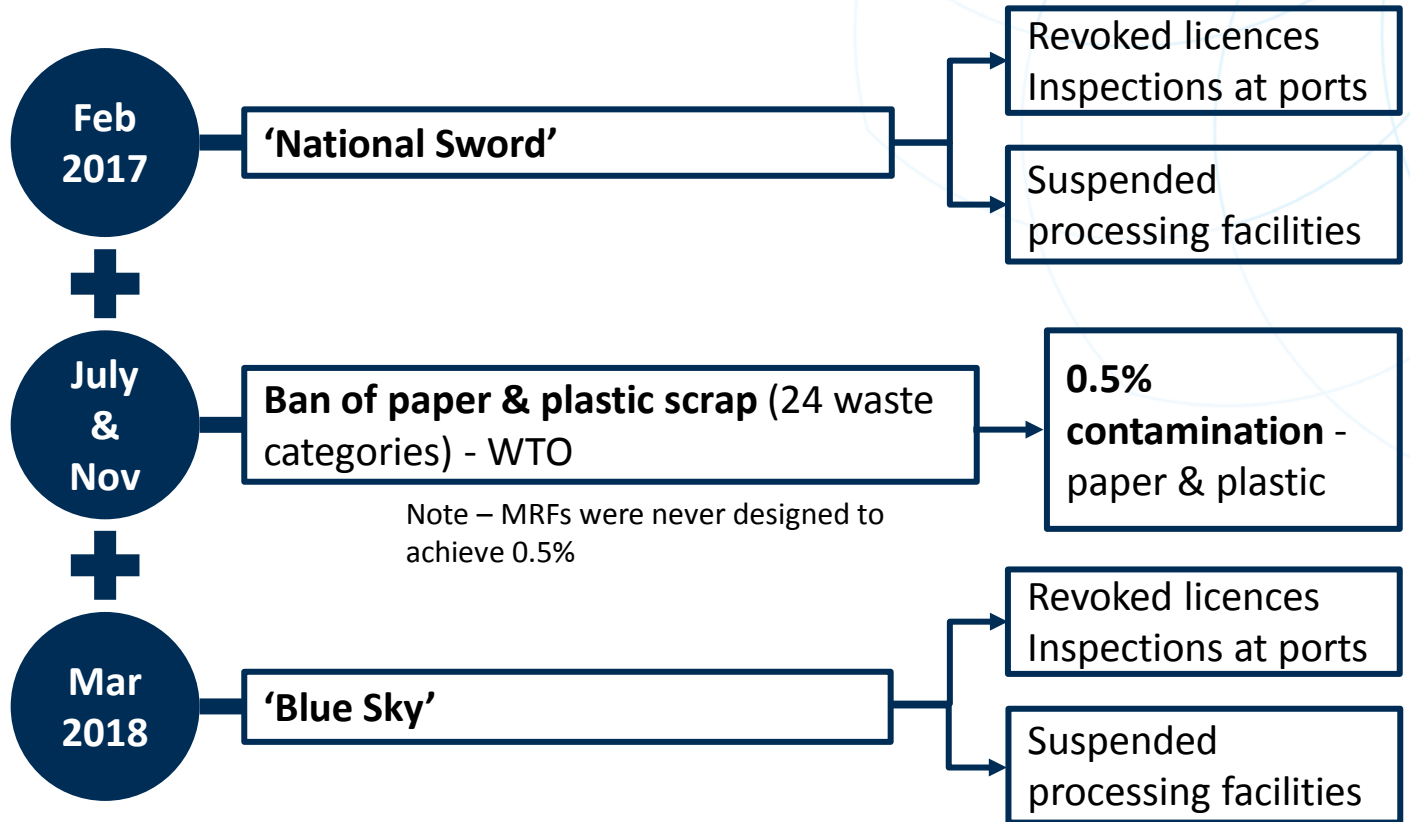 Feb
2017
‘National Sword’
Revoked licences
Inspections at ports
Suspended
processing facilities
July
&
Nov
Ban of paper & plastic scrap (24 waste
categories) - WTO
0.5%
contamination -
paper & plastic
Note – MRFs were never designed to
achieve 0.5%
Mar
2018
‘Blue Sky’
Revoked licences
Inspections at ports
Suspended
processing facilities